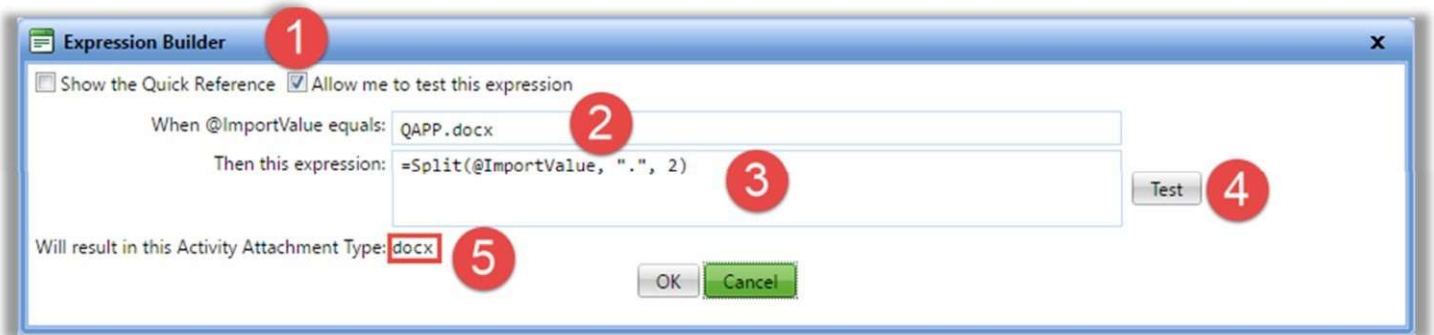 Expression Builder 1 x
Show the Quick Reference Allow me to test this expression
When @ImportValue equals: QAPP.docx 2
Then this expression: =Split(@ImportValue, ".", 2) 3
Test 4
Will result in this Activity Attachment Type: docx 5
OK Cancel